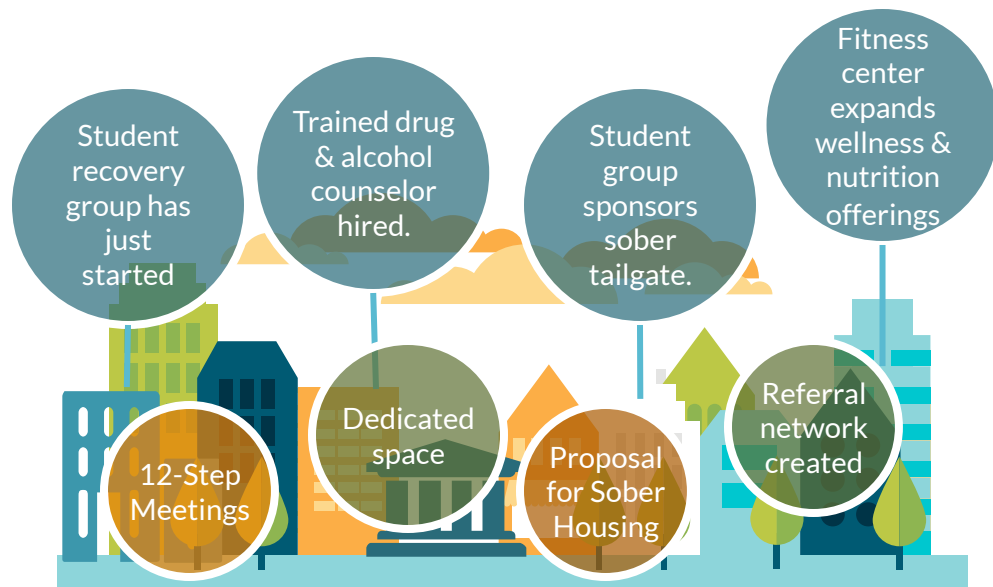 Student
recovery
group has
just
started
Trained drug
& alcohol
counselor
hired.
Student
group
sponsors
sober
tailgate.
Fitness
center
expands
wellness &
nutrition
offerings
12-Step
Meetings
Dedicated
space
Proposal
for Sober
Housing
Referral
network
created